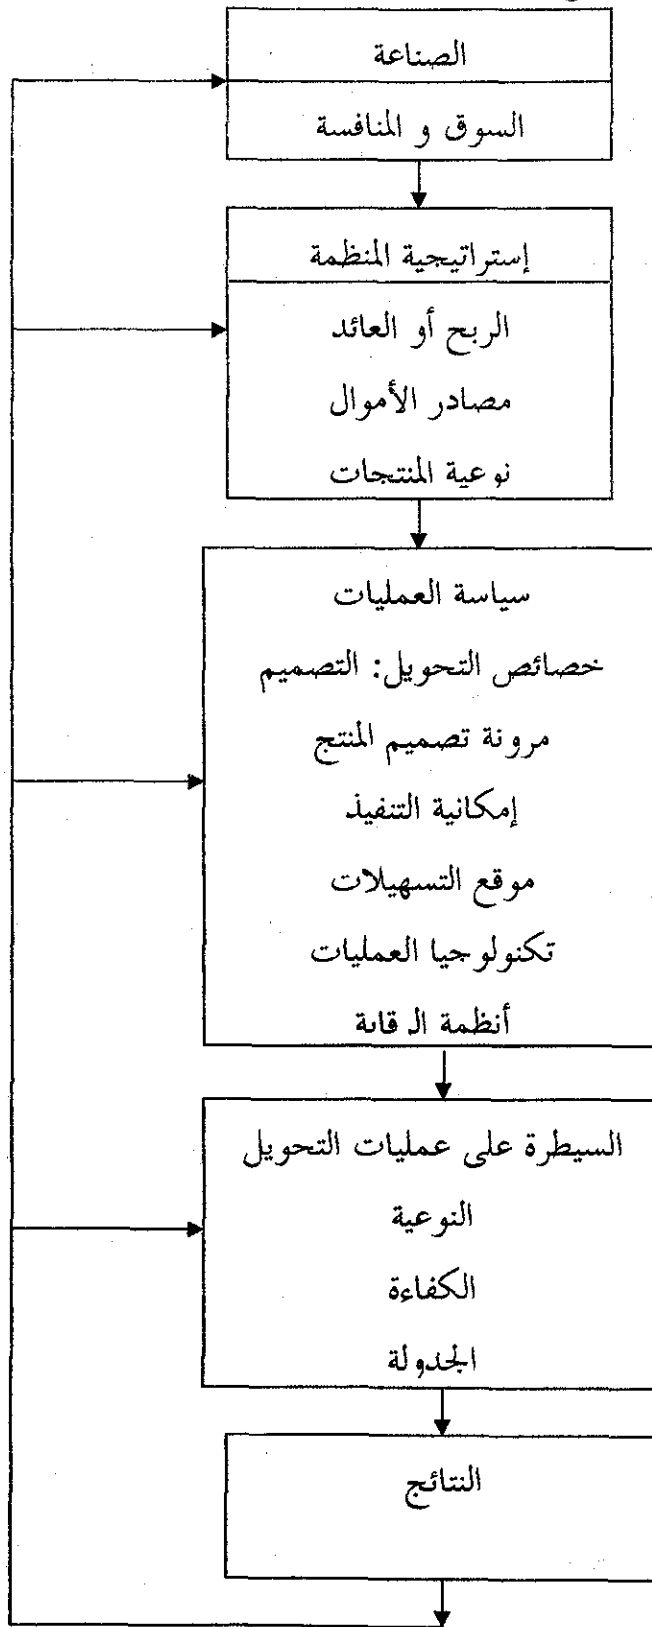 الصناعة
السوق و المنافسة
إستراتيجية المنظمة
الربح أو العائد
مصادر الأموال
نوعية المنتجات
سياسة العمليات
خصائص التحويل: التصميم
مرونة تصميم المنتج
إمكانية التنفيذ
موقع التسهيلات
تكنولوجيا العمليات
أنظمة الرقابة
السيطرة على عمليات التحويل
النوعية
الكفاءة
الجدولة
النتائج